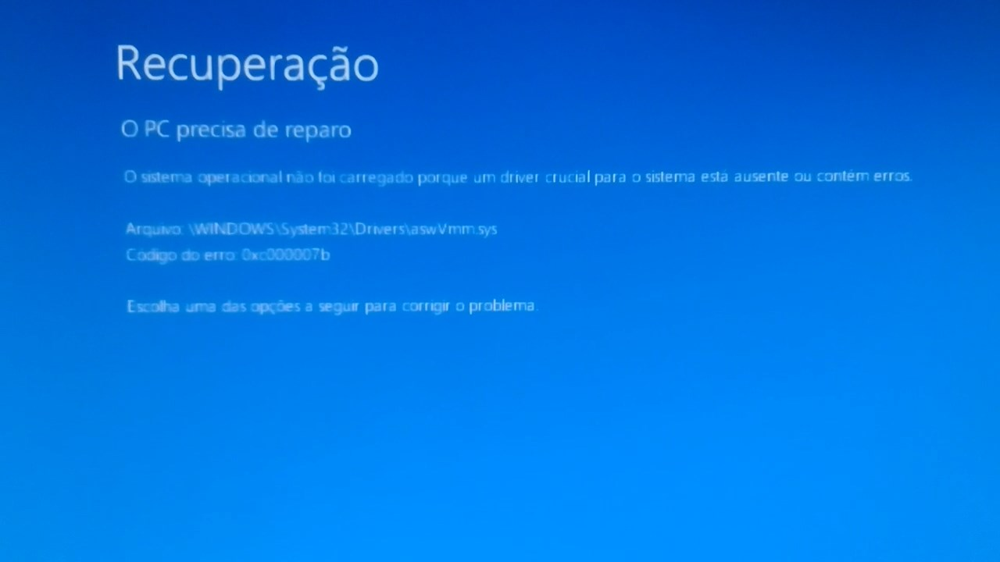 Recuperação
O PC precisa de reparo
O sistema operacional não foi carregado porque um driver crucial para o sistema está ausente ou contém erros.
Arquivo: \WINDOWS\System32\Drivers\aswVmm.sys
Código do erro: 0xc000007b
Escolha uma das opções a seguir para corrigir o problema.